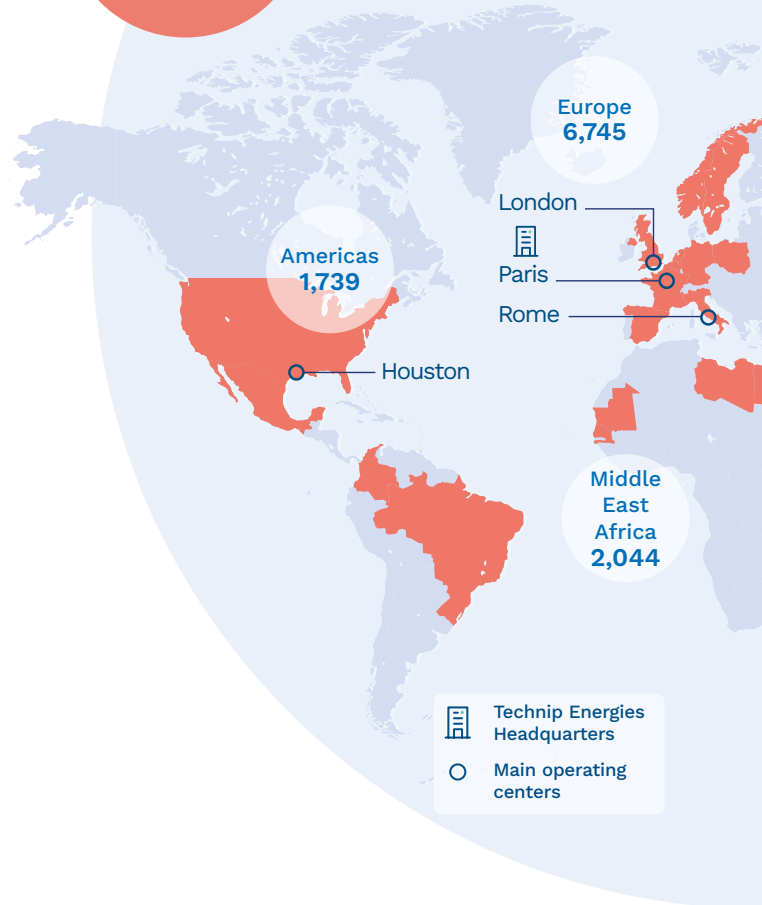 Europe
6,745
London
Paris
Rome
Americas
1,739
Houston
Middle
East
Africa
2,044
Technip Energies
Headquarters
Main operating
centers